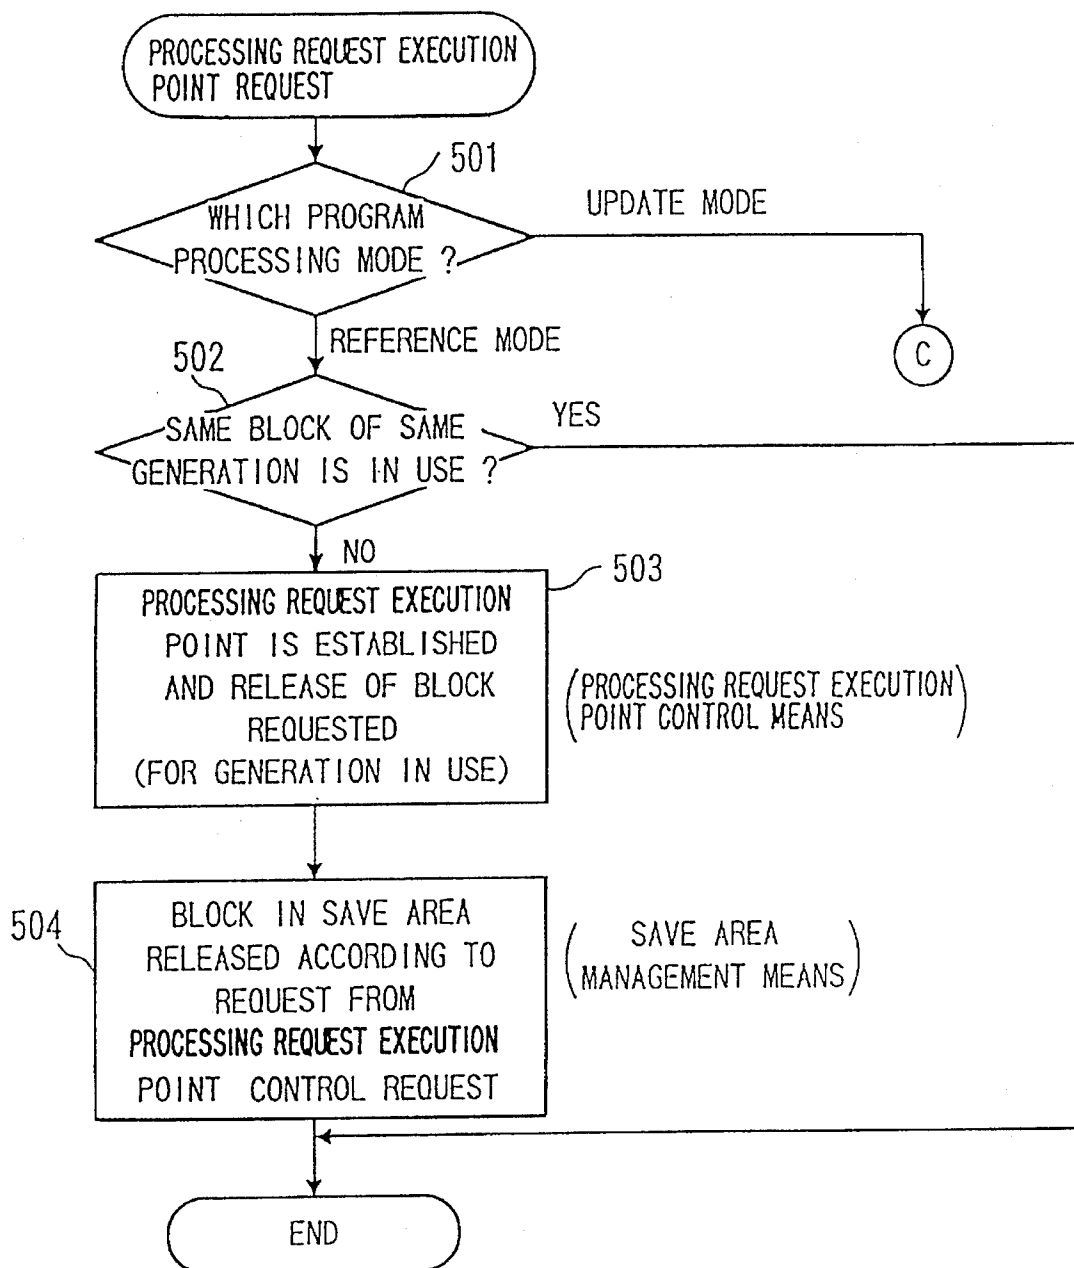 PROCESSING REQUEST EXECUTION
POINT REQUEST
501
WHICH PROGRAM
PROCESSING MODE ?
UPDATE MODE
C
REFERENCE MODE
502
SAME BLOCK OF SAME
GENERATION IS IN USE ?
YES
NO
503
PROCESSING REQUEST EXECUTION
POINT IS ESTABLISHED
AND RELEASE OF BLOCK
REQUESTED
(FOR GENERATION IN USE)
(PROCESSING REQUEST EXECUTION
POINT CONTROL MEANS)
504
BLOCK IN SAVE AREA
RELEASED ACCORDING TO
REQUEST FROM
PROCESSING REQUEST EXECUTION
POINT CONTROL REQUEST
(SAVE AREA
MANAGEMENT MEANS)
END